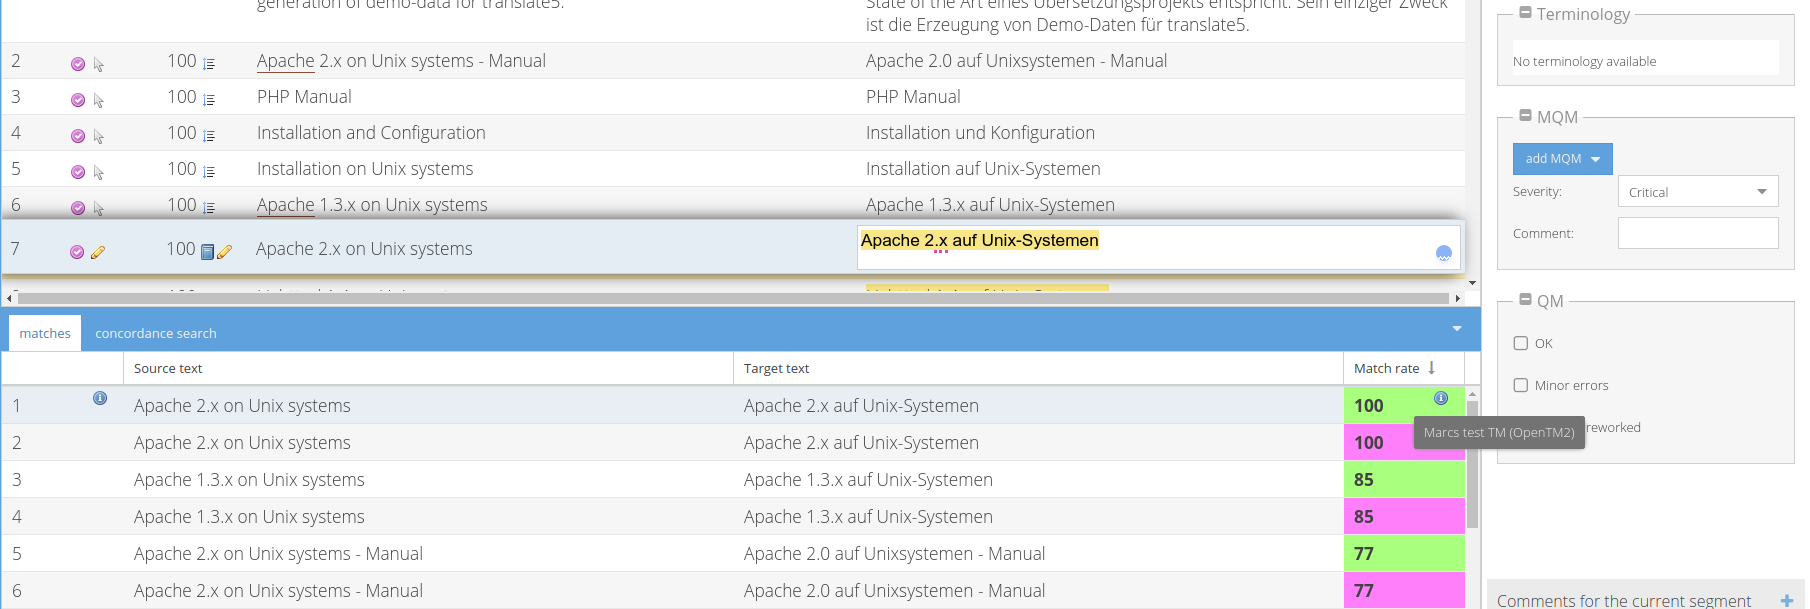 generation of demo-data for translate5.
State of the Art eines Übersetzungsprojekts entspricht. Sein einziger Zweck
ist die Erzeugung von Demo-Daten für translate5.
2 100 Apache 2.x on Unix systems - Manual Apache 2.0 auf Unixsystemen - Manual
3 100 PHP Manual PHP Manual
4 100 Installation and Configuration Installation und Konfiguration
5 100 Installation on Unix systems Installation auf Unix-Systemen
6 100 Apache 1.3.x on Unix systems Apache 1.3.x auf Unix-Systemen
7 100 Apache 2.x on Unix systems Apache 2.x auf Unix-Systemen
matches concordance search
Source text Target text Match rate
1 Apache 2.x on Unix systems Apache 2.x auf Unix-Systemen 100
2 Apache 2.x on Unix systems Apache 2.x auf Unix-Systemen 100
3 Apache 1.3.x on Unix systems Apache 1.3.x auf Unix-Systemen 85
4 Apache 1.3.x on Unix systems Apache 1.3.x auf Unix-Systemen 85
5 Apache 2.x on Unix systems - Manual Apache 2.0 auf Unixsystemen - Manual 77
6 Apache 2.x on Unix systems - Manual Apache 2.0 auf Unixsystemen - Manual 77
Marcs test TM (OpenTM2)
Terminology
No terminology available
MQM
add MQM
Severity: Critical
Comment:
QM
OK
Minor errors
reworked
Comments for the current segment